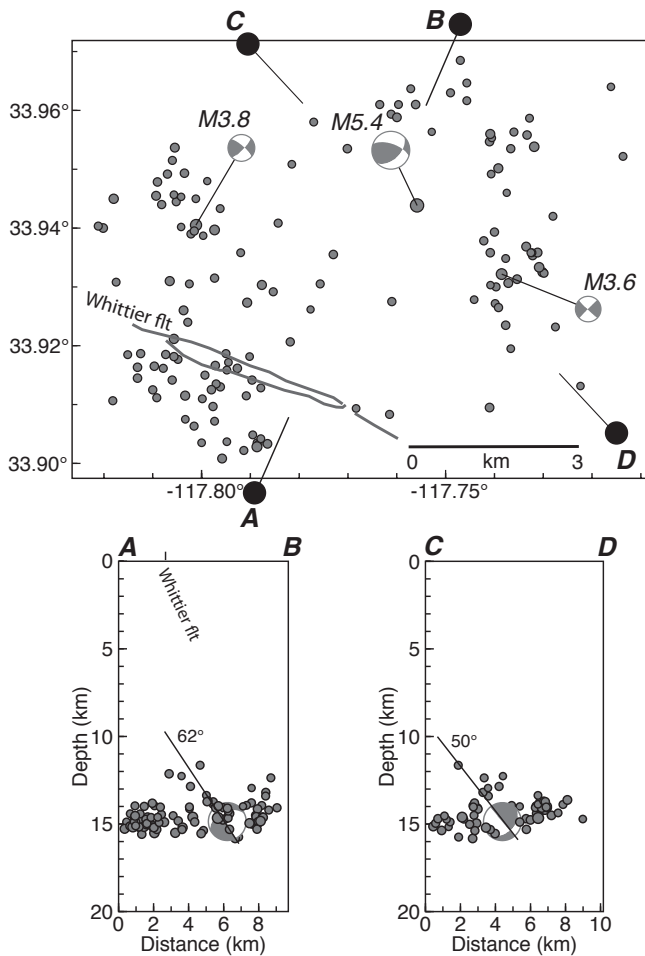 C
B
33.96°
M3.8
M5.4
33.94°
M3.6
Whittier flt
33.92°
33.90°
0 km 3
D
-117.80°
-117.75°
A
A B
C D
0
5
10
15
20
Depth (km)
Whittier flt
62°
0 2 4 6 8
Distance (km)
0
5
10
15
20
Depth (km)
50°
0 2 4 6 8 10
Distance (km)